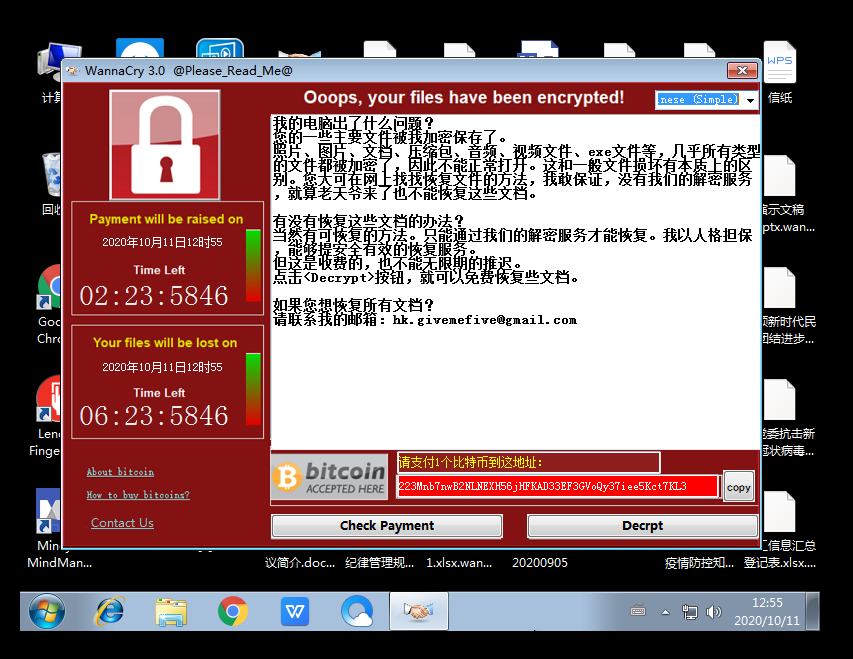 WannaCry 3.0 @Please_Read_Me@
Ooops, your files have been encrypted!
nese (Simple)
我的电脑出了什么问题？
您的一些主要文件被我加密保存了。
照片、图片、文档、压缩包、音频、视频文件、exe文件等，几乎所有类型
的文件都被加密了，因此不能正常打开。这和一般文件损坏有本质上的区
别。您大可在网上找找恢复文件的方法，我敢保证，没有我们的解密服务
，就算老天爷来了也不能恢复这些文档。
有没有恢复这些文档的办法？
当然有可恢复的方法。只能通过我们的解密服务才能恢复。我以人格担保
，能够提安全有效的恢复服务。
但这是收费的，也不能无限期的推迟。
点击<Decrypt>按钮，就可以免费恢复些文档。
如果您想恢复所有文档？
请联系我的邮箱：hk.givemefive@gmail.com
Payment will be raised on
2020年10月11日12时55
Time Left
02:23:5846
Your files will be lost on
2020年10月11日12时55
Time Left
06:23:5846
About bitcoin
How to buy bitcoins?
Contact Us
bitcoin
ACCEPTED HERE
请支付1个比特币到这地址：
223Mnb7nwB2NLNEXH56jHFKAD33EF3GVoQy37iee5Kct7KL3
copy
Check Payment
Decrpt
计算
回收
Goo
Chro
Leno
Finger...
Mindj
MindMan...
WPS
信纸
演示文稿
ptx.wan...
新时代民
团结进步...
党委抗击新
冠状病毒...
汇信息汇总
登记表.xlsx....
议简介.doc...
纪律管理规...
1.xlsx.wan...
20200905
疫情防控知...
12:55
2020/10/11